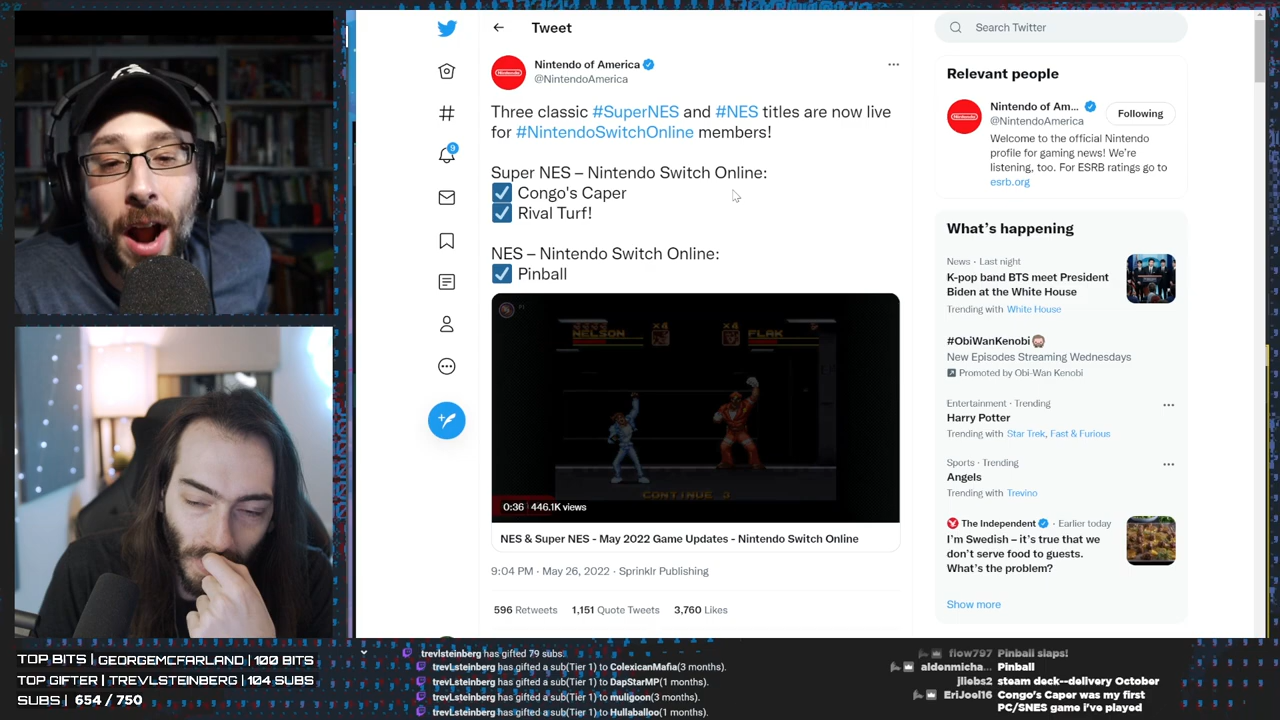 Tweet
Nintendo of America
@NintendoAmerica
Three classic #SuperNES and #NES titles are now live
for #NintendoSwitchOnline members!
Super NES – Nintendo Switch Online:
Congo's Caper
Rival Turf!
NES – Nintendo Switch Online:
Pinball
NELSON
×4
×4
FLAK
0:36 446.1K views
NES & Super NES - May 2022 Game Updates - Nintendo Switch Online
9:04 PM · May 26, 2022 · Sprinklr Publishing
596 Retweets 1,151 Quote Tweets 3,760 Likes
9
Search Twitter
Relevant people
Nintendo of Am...
@NintendoAmerica
Following
Welcome to the official Nintendo
profile for gaming news! We're
listening, too. For ESRB ratings go to
esrb.org
What's happening
News · Last night
K-pop band BTS meet President
Biden at the White House
Trending with White House
#ObiWanKenobi
New Episodes Streaming Wednesdays
Promoted by Obi-Wan Kenobi
Entertainment · Trending
Harry Potter
Trending with Star Trek, Fast & Furious
Sports · Trending
Angels
Trending with Trevino
The Independent · Earlier today
I'm Swedish – it's true that we
don't serve food to guests.
What's the problem?
Show more
TOP BITS | GEORGEMCFARLAND | 100 BITS
TOP GIFTER | TREVLSTEINBERG | 104 SUBS
SUBS | 654 / 750
trevLsteinberg has gifted 79 subs.
trevLsteinberg has gifted a sub(Tier 1) to ColexicanMafia(3 months).
trevLsteinberg has gifted a sub(Tier 1) to DapStarMP(1 months).
trevLsteinberg has gifted a sub(Tier 1) to muligoon(3 months).
trevLsteinberg has gifted a sub(Tier 1) to Hullaballoo(1 months).
flow797 Pinball slaps!
aldenmicha... Pinball
jliebs2 steam deck--delivery October
EriJoel16 Congo's Caper was my first
PC/SNES game i've played